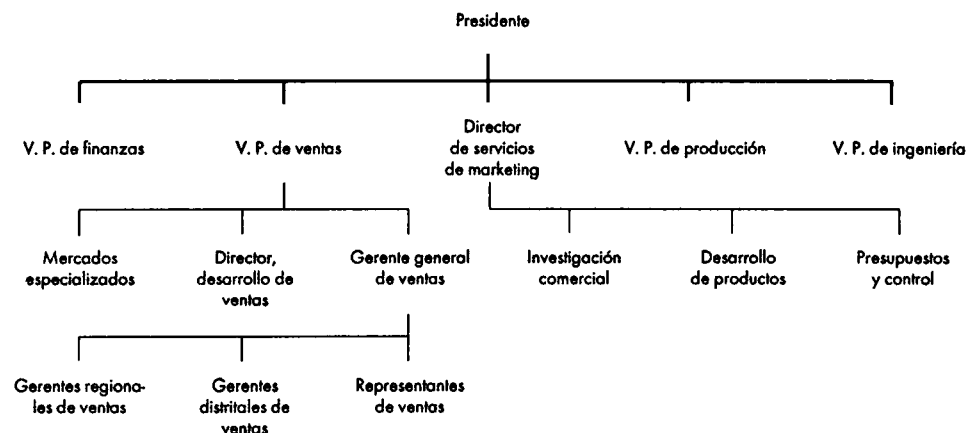 Presidente
V. P. de finanzas
V. P. de ventas
Director
de servicios
de marketing
V. P. de producción
V. P. de ingeniería
Mercados
especializados
Director,
desarrollo de
ventas
Gerente general
de ventas
Investigación
comercial
Desarrollo
de productos
Presupuestos
y control
Gerentes regiona-
les de ventas
Gerentes
distritales de
ventas
Representantes
de ventas